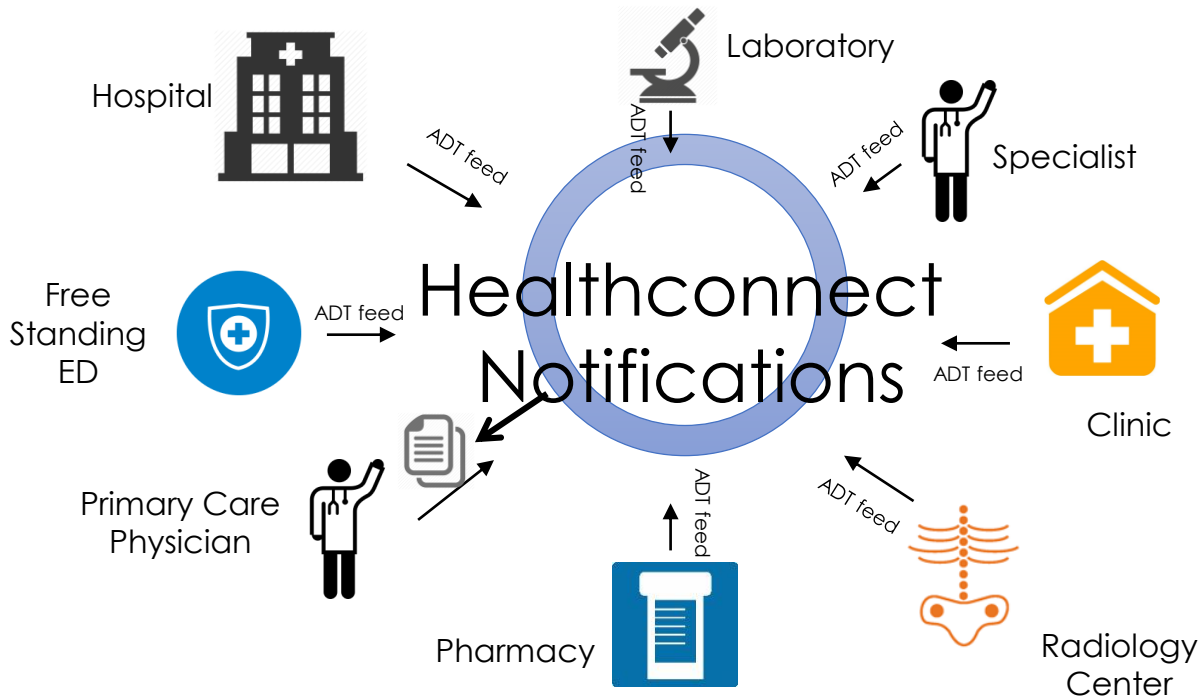 Hospital
ADT feed
Laboratory
ADT feed
Specialist
ADT feed
Free
Standing
ED
ADT feed
Healthconnect
Notifications
ADT feed
Clinic
Primary Care
Physician
Pharmacy
ADT feed
ADT feed
Radiology
Center